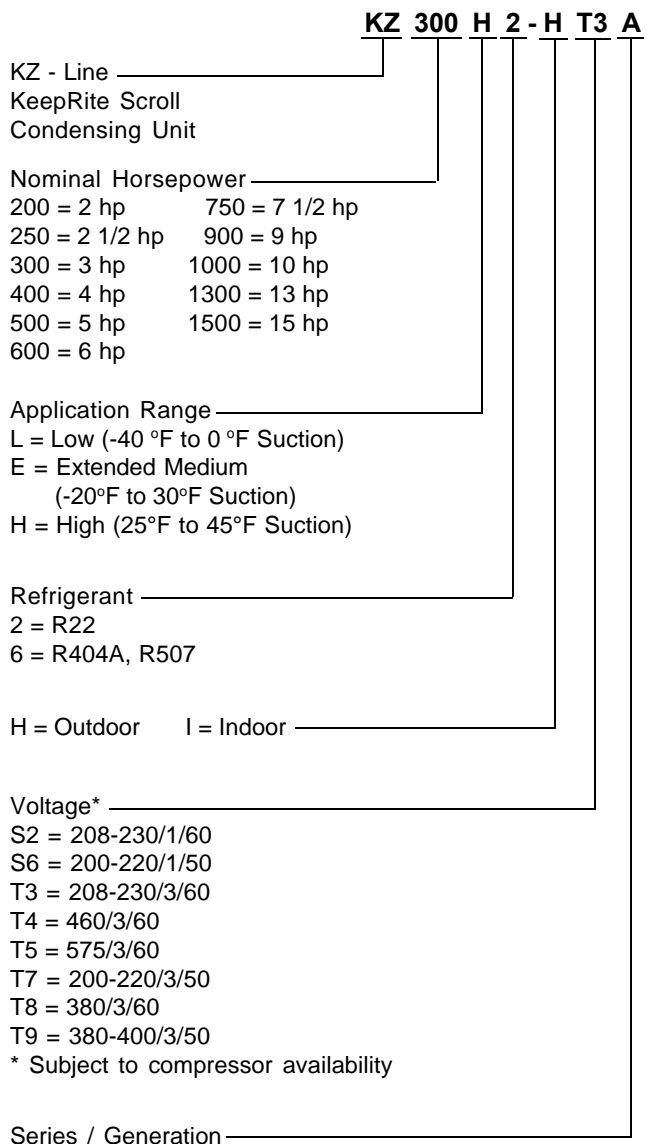 KZ 300 H 2 - H T3 A
KZ - Line
KeepRite Scroll
Condensing Unit
Nominal Horsepower
200 = 2 hp 750 = 7 1/2 hp
250 = 2 1/2 hp 900 = 9 hp
300 = 3 hp 1000 = 10 hp
400 = 4 hp 1300 = 13 hp
500 = 5 hp 1500 = 15 hp
600 = 6 hp
Application Range
L = Low (-40 °F to 0 °F Suction)
E = Extended Medium
(-20°F to 30°F Suction)
H = High (25°F to 45°F Suction)
Refrigerant
2 = R22
6 = R404A, R507
H = Outdoor I = Indoor
Voltage*
S2 = 208-230/1/60
S6 = 200-220/1/50
T3 = 208-230/3/60
T4 = 460/3/60
T5 = 575/3/60
T7 = 200-220/3/50
T8 = 380/3/60
T9 = 380-400/3/50
* Subject to compressor availability
Series / Generation